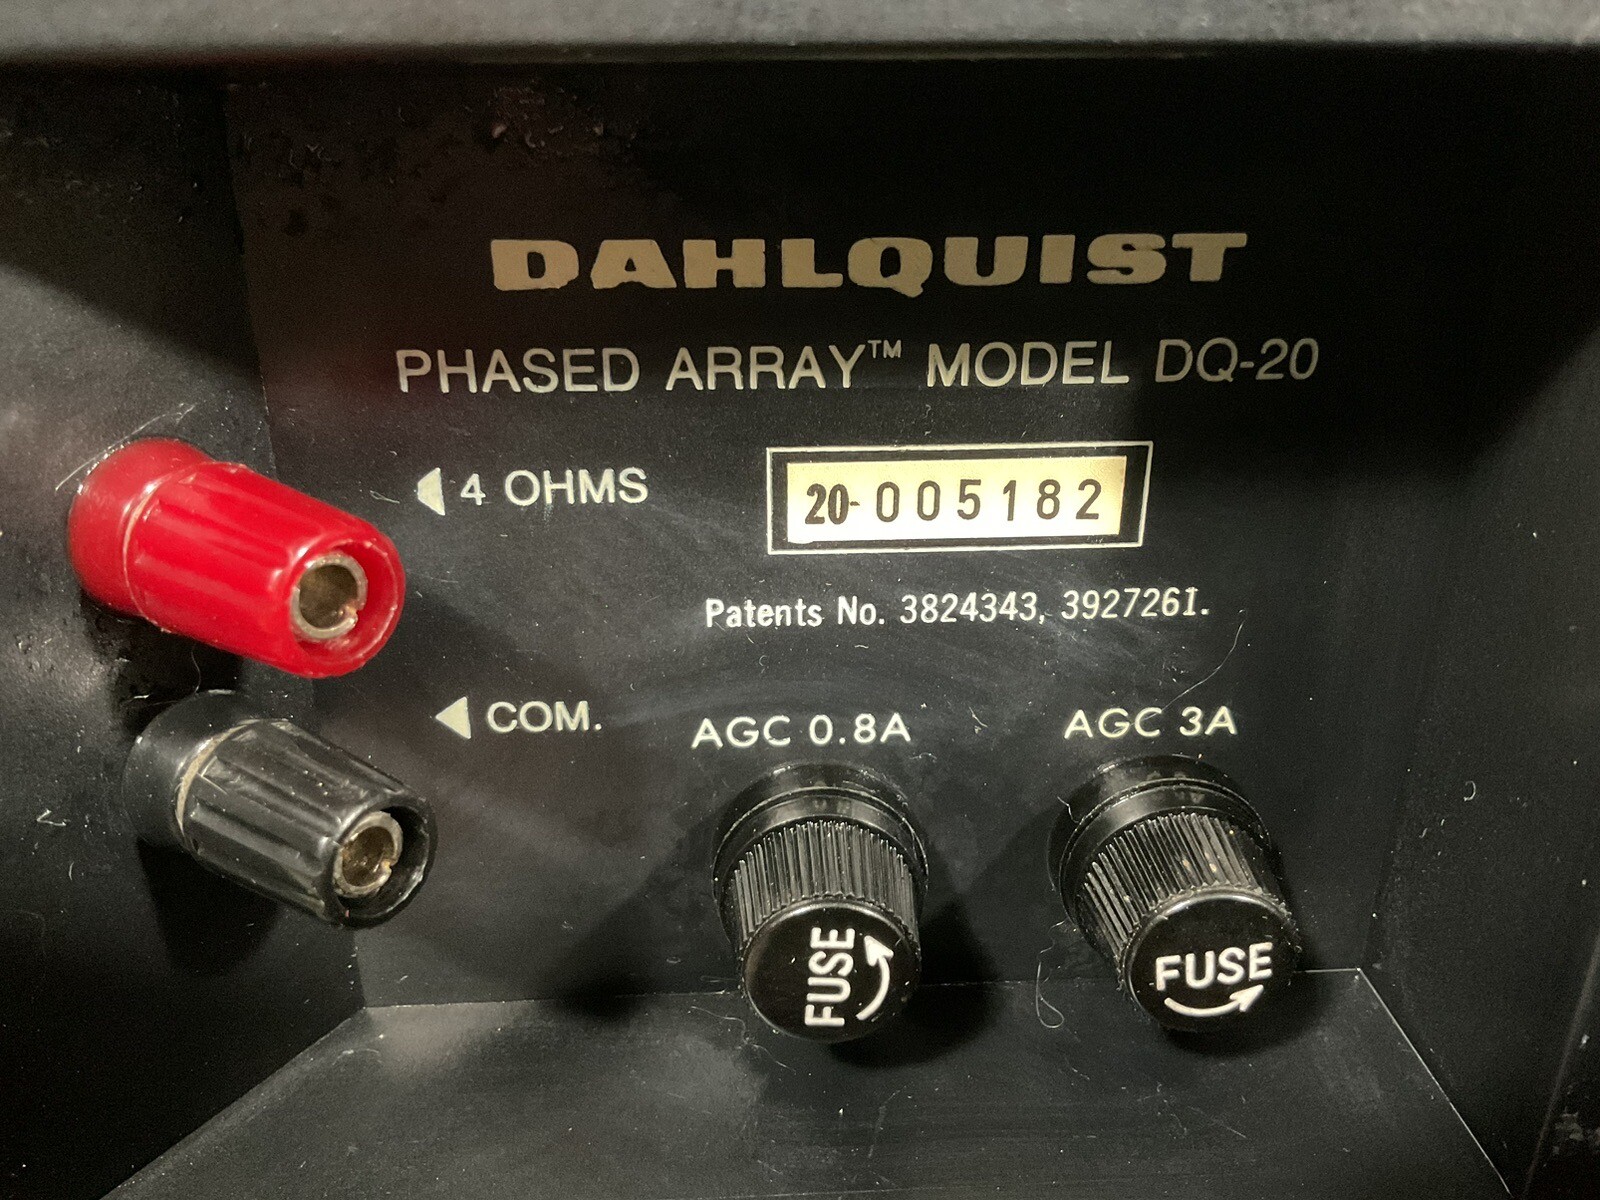 DAHLQUIST
PHASED ARRAY™ MODEL DQ-20
◀ 4 OHMS
20-005182
Patents No. 3824343, 3927261.
◀ COM.
AGC 0.8A
AGC 3A
FUSE
FUSE